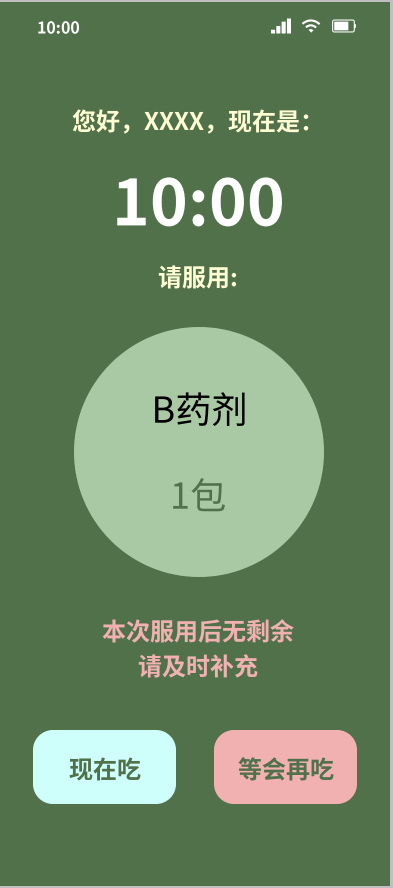 10:00
您好，XXXX，现在是：
10:00
请服用:
B药剂
1包
本次服用后无剩余
请及时补充
现在吃
等会再吃